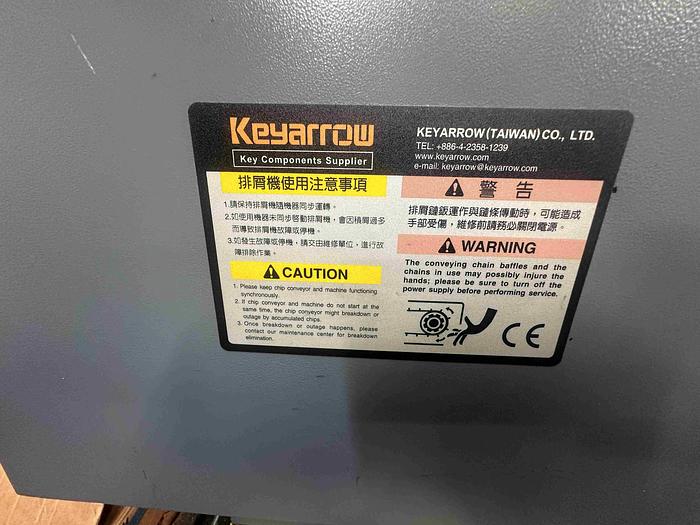 Keyarrow
Key Components Supplier
KEYARROW(TAIWAN)CO., LTD.
TEL: +886-4-2358-1239
www.keyarrow.com
e-mail: keyarrow@keyarrow.com
排屑機使用注意事項
1.請保持排屑機隨機器同步運轉。
2.如使用機器未同步啓動排屑機，會因積屑過多
而導致排屑機故障或停機。
3.如發生故障或停機，請交由維修單位，進行故
障排除作業。
CAUTION
1. Please keep chip conveyor and machine functioning
synchronously.
2. If chip conveyor and machine do not start at the
same time, the chip conveyor might breakdown or
outage by accumulated chips.
3. Once breakdown or outage happens, please
contact our maintenance center for breakdown
elimination.
警 告
排屑鏈鈑運作與鏈條傳動時，可能造成
手部受傷，維修前請務必關閉電源。
WARNING
The conveying chain baffles and the
chains in use may possibly injure the
hands; please be sure to turn off the
power supply before performing service.
CE